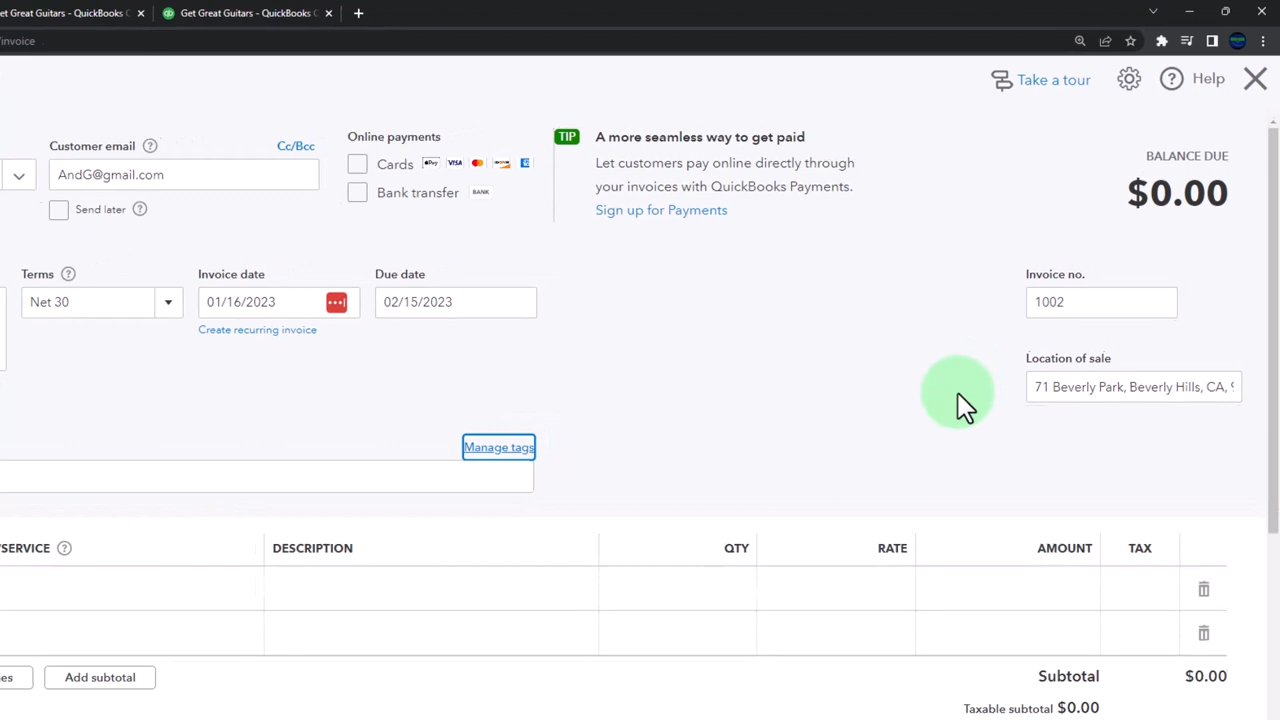 et Great Guitars - QuickBooks C
Get Great Guitars - QuickBooks C
/invoice
Take a tour
Help
Customer email
Cc/Bcc
AndG@gmail.com
Send later
Online payments
Cards
Pay VISA
Bank transfer
BANK
TIP
A more seamless way to get paid
Let customers pay online directly through
your invoices with QuickBooks Payments.
Sign up for Payments
BALANCE DUE
$0.00
Terms
Net 30
Invoice date
01/16/2023
Create recurring invoice
Due date
02/15/2023
Invoice no.
1002
Location of sale
71 Beverly Park, Beverly Hills, CA, 9
Manage tags
/SERVICE
DESCRIPTION
QTY
RATE
AMOUNT
TAX
es
Add subtotal
Subtotal
$0.00
Taxable subtotal $0.00